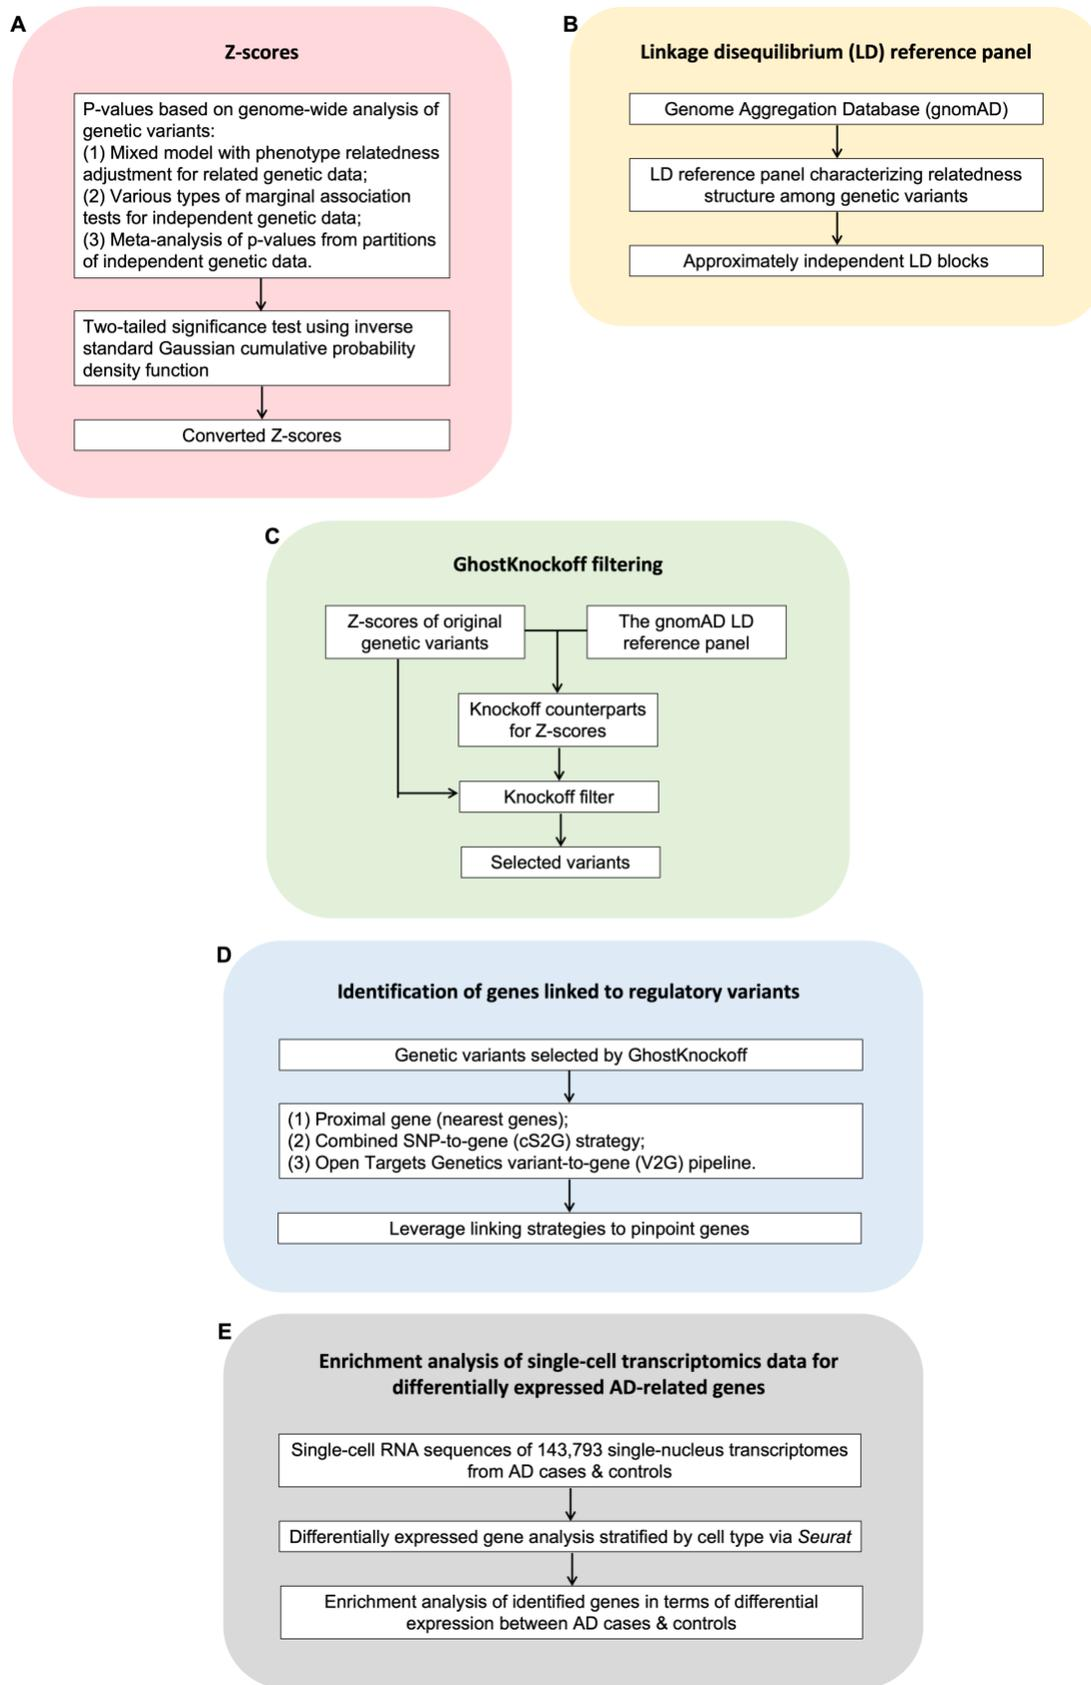 A
Z-scores
P-values based on genome-wide analysis of
genetic variants:
(1) Mixed model with phenotype relatedness
adjustment for related genetic data;
(2) Various types of marginal association
tests for independent genetic data;
(3) Meta-analysis of p-values from partitions
of independent genetic data.
Two-tailed significance test using inverse
standard Gaussian cumulative probability
density function
Converted Z-scores
B
Linkage disequilibrium (LD) reference panel
Genome Aggregation Database (gnomAD)
LD reference panel characterizing relatedness
structure among genetic variants
Approximately independent LD blocks
C
GhostKnockoff filtering
Z-scores of original
genetic variants
The gnomAD LD
reference panel
Knockoff counterparts
for Z-scores
Knockoff filter
Selected variants
D
Identification of genes linked to regulatory variants
Genetic variants selected by GhostKnockoff
(1) Proximal gene (nearest genes);
(2) Combined SNP-to-gene (cS2G) strategy;
(3) Open Targets Genetics variant-to-gene (V2G) pipeline.
Leverage linking strategies to pinpoint genes
E
Enrichment analysis of single-cell transcriptomics data for
differentially expressed AD-related genes
Single-cell RNA sequences of 143,793 single-nucleus transcriptomes
from AD cases & controls
Differentially expressed gene analysis stratified by cell type via Seurat
Enrichment analysis of identified genes in terms of differential
expression between AD cases & controls